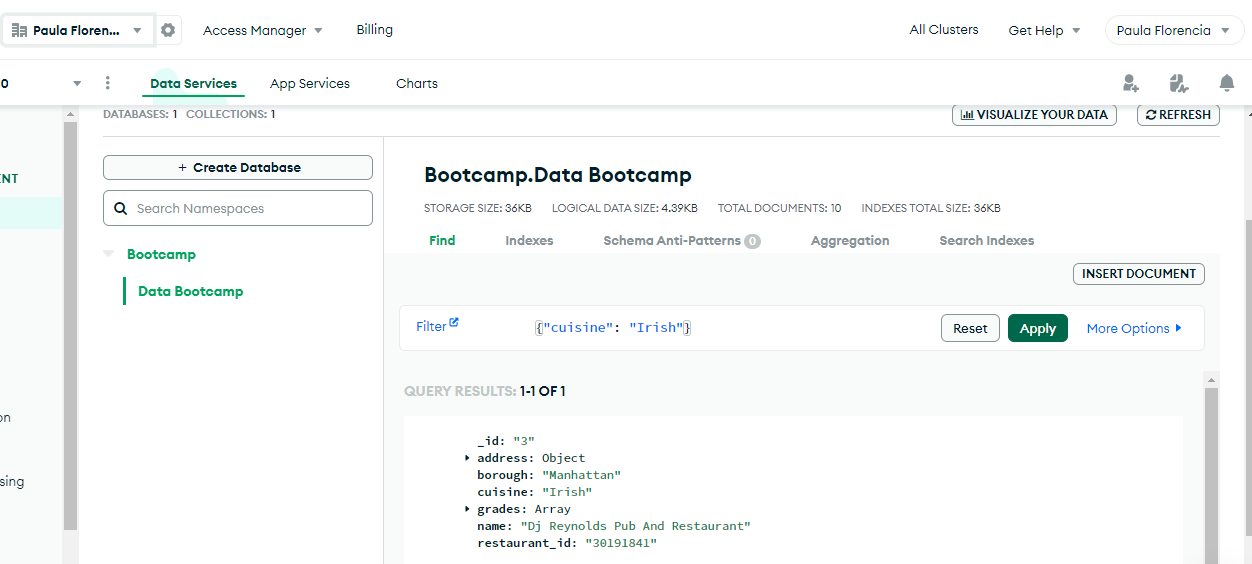 Paula Floren...
Access Manager
Billing
All Clusters
Get Help
Paula Florencia
0
Data Services
App Services
Charts
DATABASES: 1 COLLECTIONS: 1
VISUALIZE YOUR DATA
REFRESH
NT
+ Create Database
Search Namespaces
Bootcamp
Data Bootcamp
on
sing
Bootcamp.Data Bootcamp
STORAGE SIZE: 36KB LOGICAL DATA SIZE: 4.39KB TOTAL DOCUMENTS: 10 INDEXES TOTAL SIZE: 36KB
Find Indexes Schema Anti-Patterns 0 Aggregation Search Indexes
INSERT DOCUMENT
Filter {"cuisine": "Irish"} Reset Apply More Options
QUERY RESULTS: 1-1 OF 1
_id: "3"
address: Object
borough: "Manhattan"
cuisine: "Irish"
grades: Array
name: "Dj Reynolds Pub And Restaurant"
restaurant_id: "30191841"